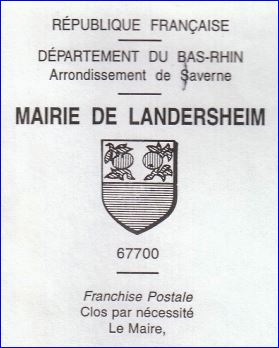 RÉPUBLIQUE FRANÇAISE
DÉPARTEMENT DU BAS-RHIN
Arrondissement de Saverne
MAIRIE DE LANDERSHEIM
67700
Franchise Postale
Clos par nécessité
Le Maire,